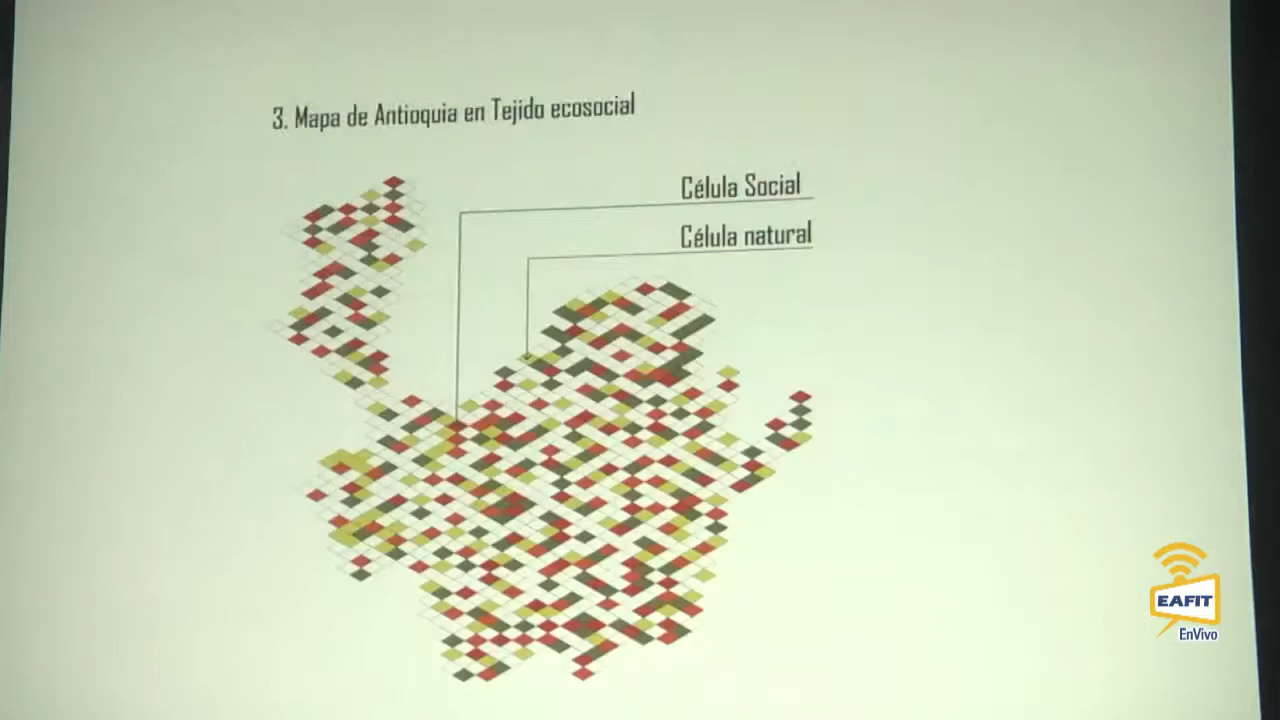 3. Mapa de Antioquia en Tejido ecosocial
Célula Social
Célula natural
EAFIT
EnVivo